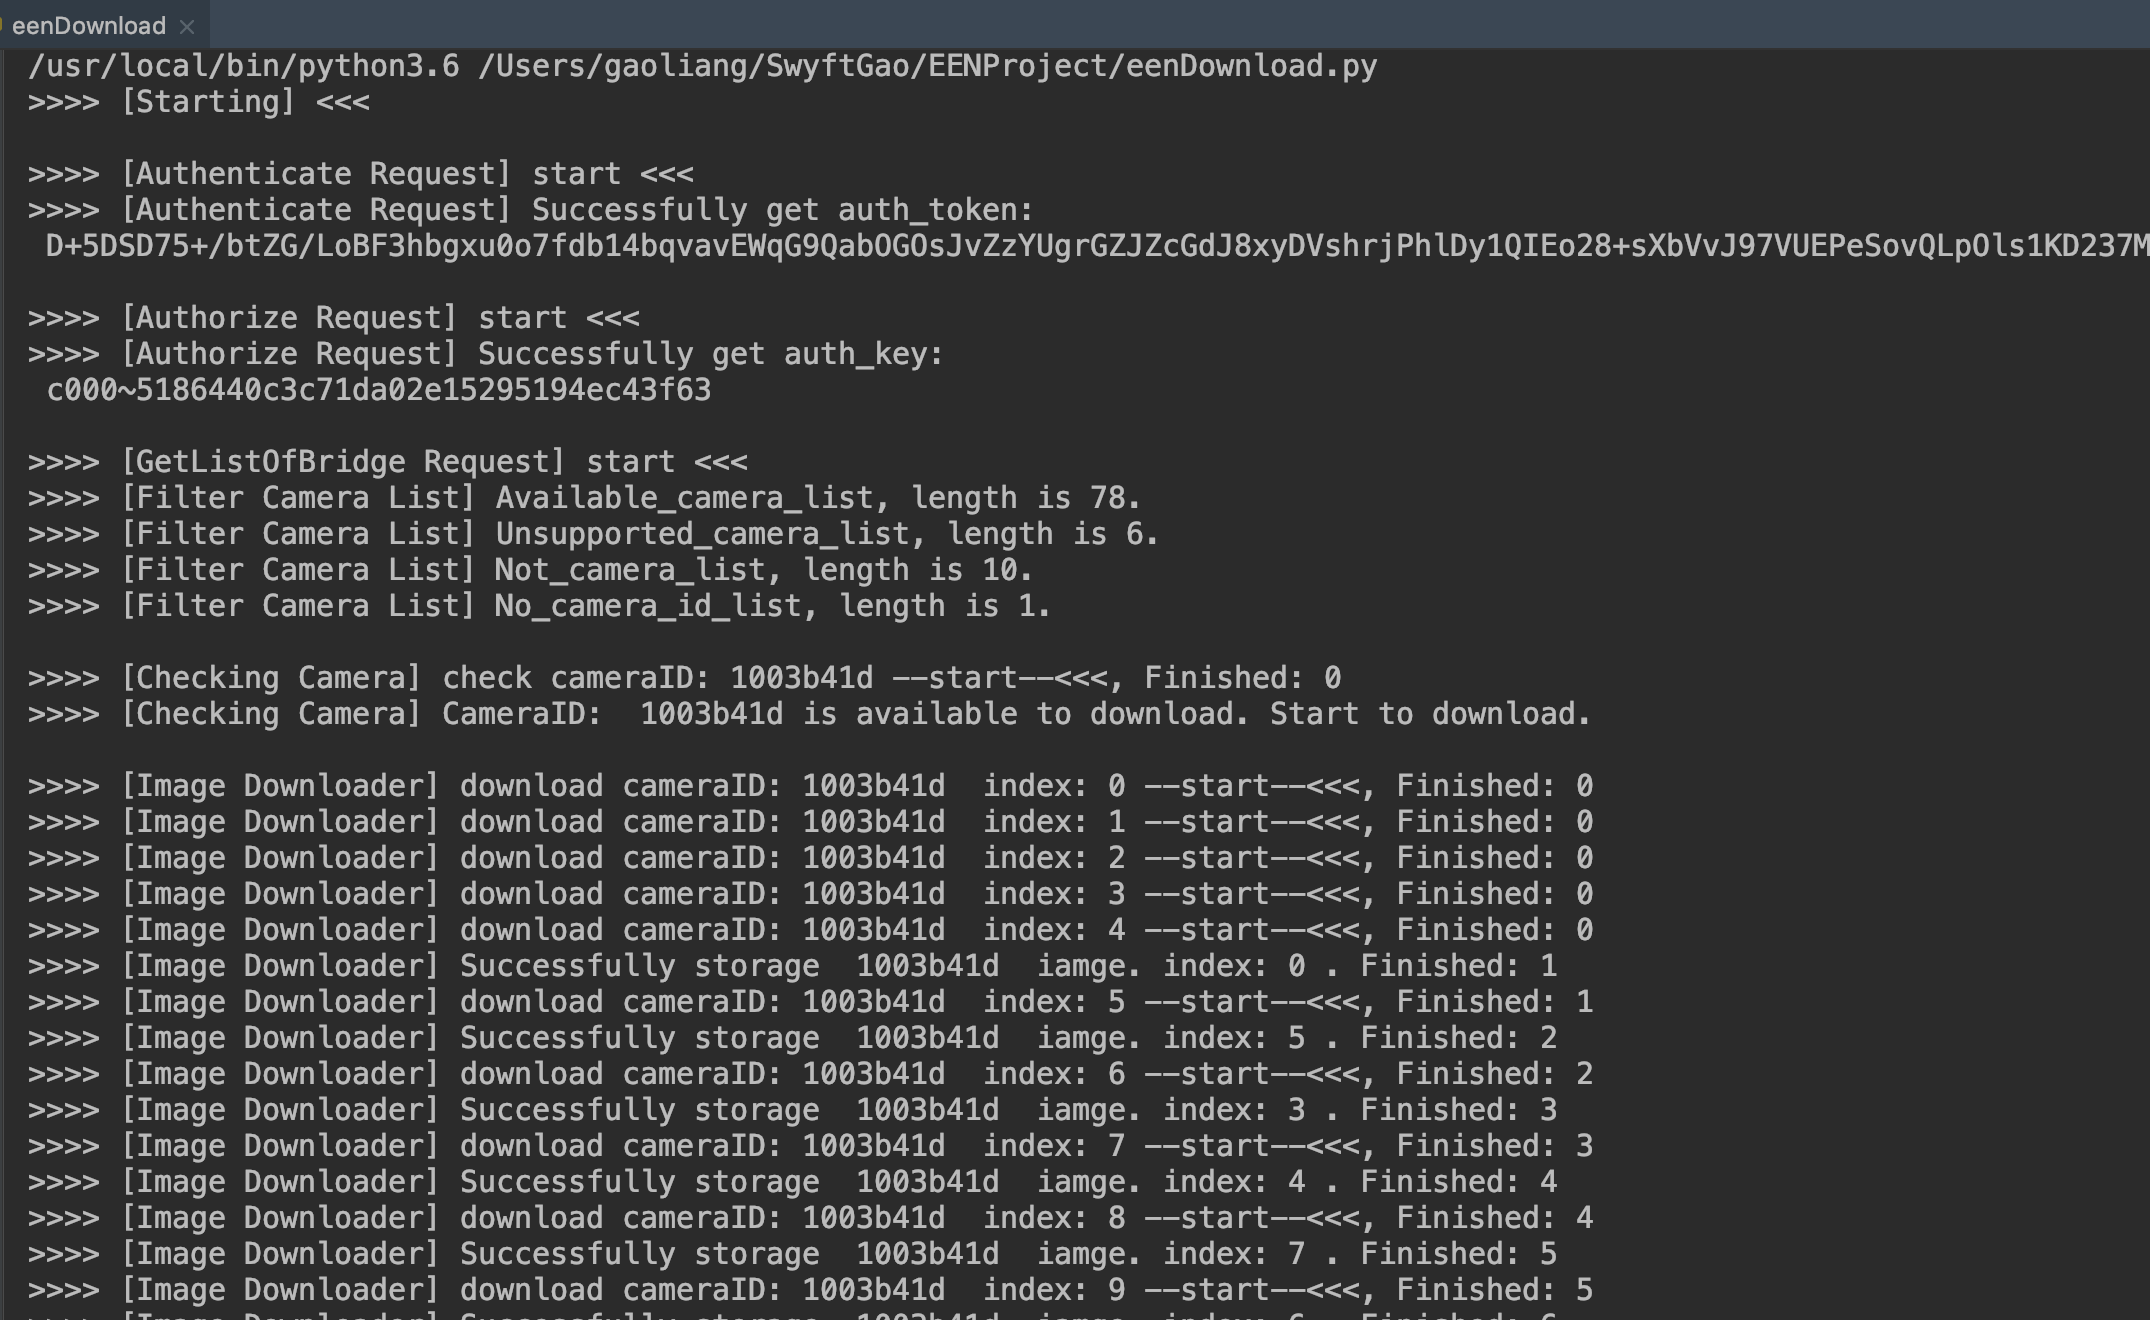 eenDownload
/usr/local/bin/python3.6 /Users/gaoliang/SwyftGao/EENProject/eenDownload.py
>>>> [Starting] <<<
>>>> [Authenticate Request] start <<<
>>>> [Authenticate Request] Successfully get auth_token:
D+5DSD75+/btZG/LoBF3hbgxu0o7fdb14bqvavEWqG9QabOGOsJvZzYUgrGZJZcGdJ8xyDVshrjPhlDy1QIEo28+sXbVvJ97VUEPeSovQLpOls1KD237M
>>>> [Authorize Request] start <<<
>>>> [Authorize Request] Successfully get auth_key:
c000~5186440c3c71da02e15295194ec43f63
>>>> [GetListOfBridge Request] start <<<
>>>> [Filter Camera List] Available_camera_list, length is 78.
>>>> [Filter Camera List] Unsupported_camera_list, length is 6.
>>>> [Filter Camera List] Not_camera_list, length is 10.
>>>> [Filter Camera List] No_camera_id_list, length is 1.
>>>> [Checking Camera] check cameraID: 1003b41d --start--<<<, Finished: 0
>>>> [Checking Camera] CameraID:  1003b41d is available to download. Start to download.
>>>> [Image Downloader] download cameraID: 1003b41d  index: 0 --start--<<<, Finished: 0
>>>> [Image Downloader] download cameraID: 1003b41d  index: 1 --start--<<<, Finished: 0
>>>> [Image Downloader] download cameraID: 1003b41d  index: 2 --start--<<<, Finished: 0
>>>> [Image Downloader] download cameraID: 1003b41d  index: 3 --start--<<<, Finished: 0
>>>> [Image Downloader] download cameraID: 1003b41d  index: 4 --start--<<<, Finished: 0
>>>> [Image Downloader] Successfully storage  1003b41d  iamge. index: 0 . Finished: 1
>>>> [Image Downloader] download cameraID: 1003b41d  index: 5 --start--<<<, Finished: 1
>>>> [Image Downloader] Successfully storage  1003b41d  iamge. index: 5 . Finished: 2
>>>> [Image Downloader] download cameraID: 1003b41d  index: 6 --start--<<<, Finished: 2
>>>> [Image Downloader] Successfully storage  1003b41d  iamge. index: 3 . Finished: 3
>>>> [Image Downloader] download cameraID: 1003b41d  index: 7 --start--<<<, Finished: 3
>>>> [Image Downloader] Successfully storage  1003b41d  iamge. index: 4 . Finished: 4
>>>> [Image Downloader] download cameraID: 1003b41d  index: 8 --start--<<<, Finished: 4
>>>> [Image Downloader] Successfully storage  1003b41d  iamge. index: 7 . Finished: 5
>>>> [Image Downloader] download cameraID: 1003b41d  index: 9 --start--<<<, Finished: 5